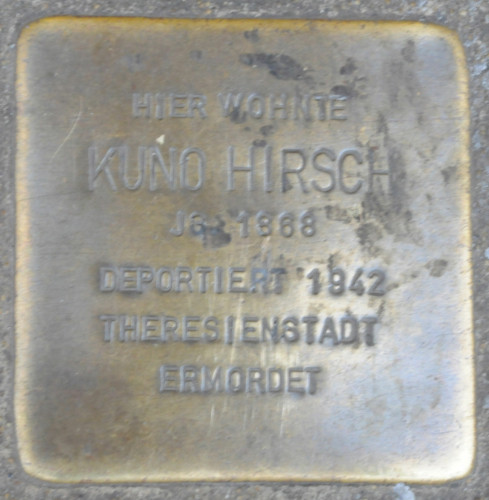 HIER WOHNTE
KUNO HIRSCH
JG. 1868
DEPORTIERT 1942
THERESIENSTADT
ERMORDET